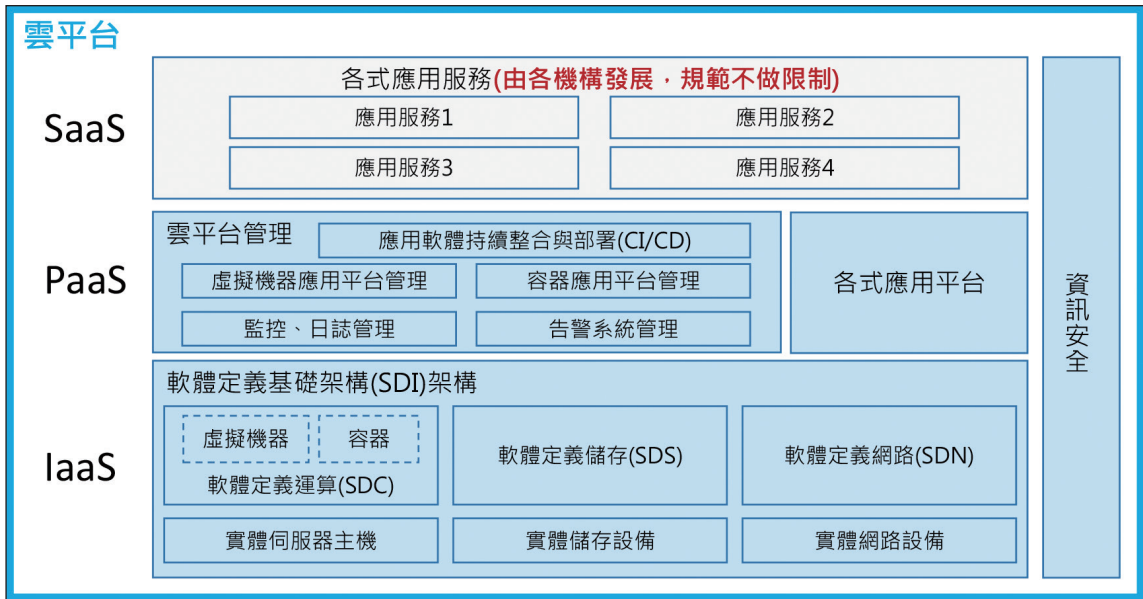 雲平台
SaaS
各式應用服務(由各機構發展，規範不做限制)
應用服務1
應用服務2
應用服務3
應用服務4
PaaS
雲平台管理
應用軟體持續整合與部署(CI/CD)
虛擬機器應用平台管理
容器應用平台管理
監控、日誌管理
告警系統管理
各式應用平台
IaaS
軟體定義基礎架構(SDI)架構
虛擬機器
容器
軟體定義運算(SDC)
軟體定義儲存(SDS)
軟體定義網路(SDN)
實體伺服器主機
實體儲存設備
實體網路設備
資訊安全